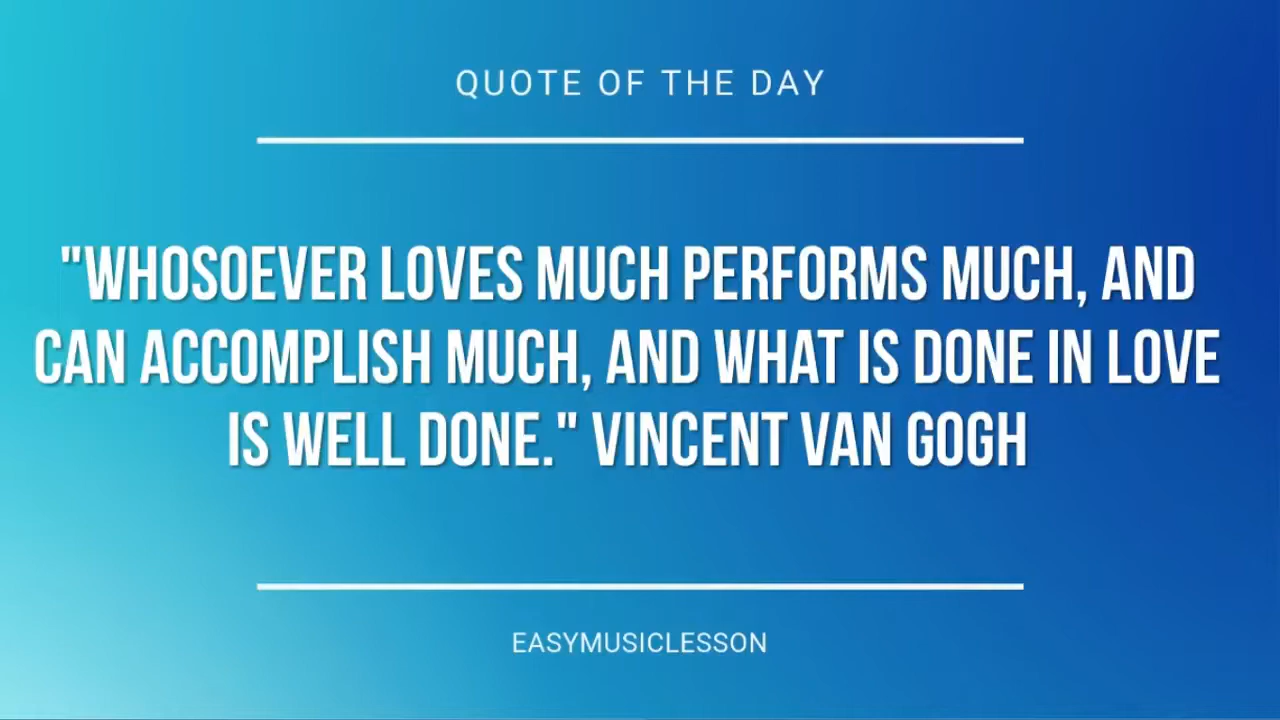 QUOTE OF THE DAY
"WHOSOEVER LOVES MUCH PERFORMS MUCH, AND
CAN ACCOMPLISH MUCH, AND WHAT IS DONE IN LOVE
IS WELL DONE." VINCENT VAN GOGH
EASYMUSICLESSON